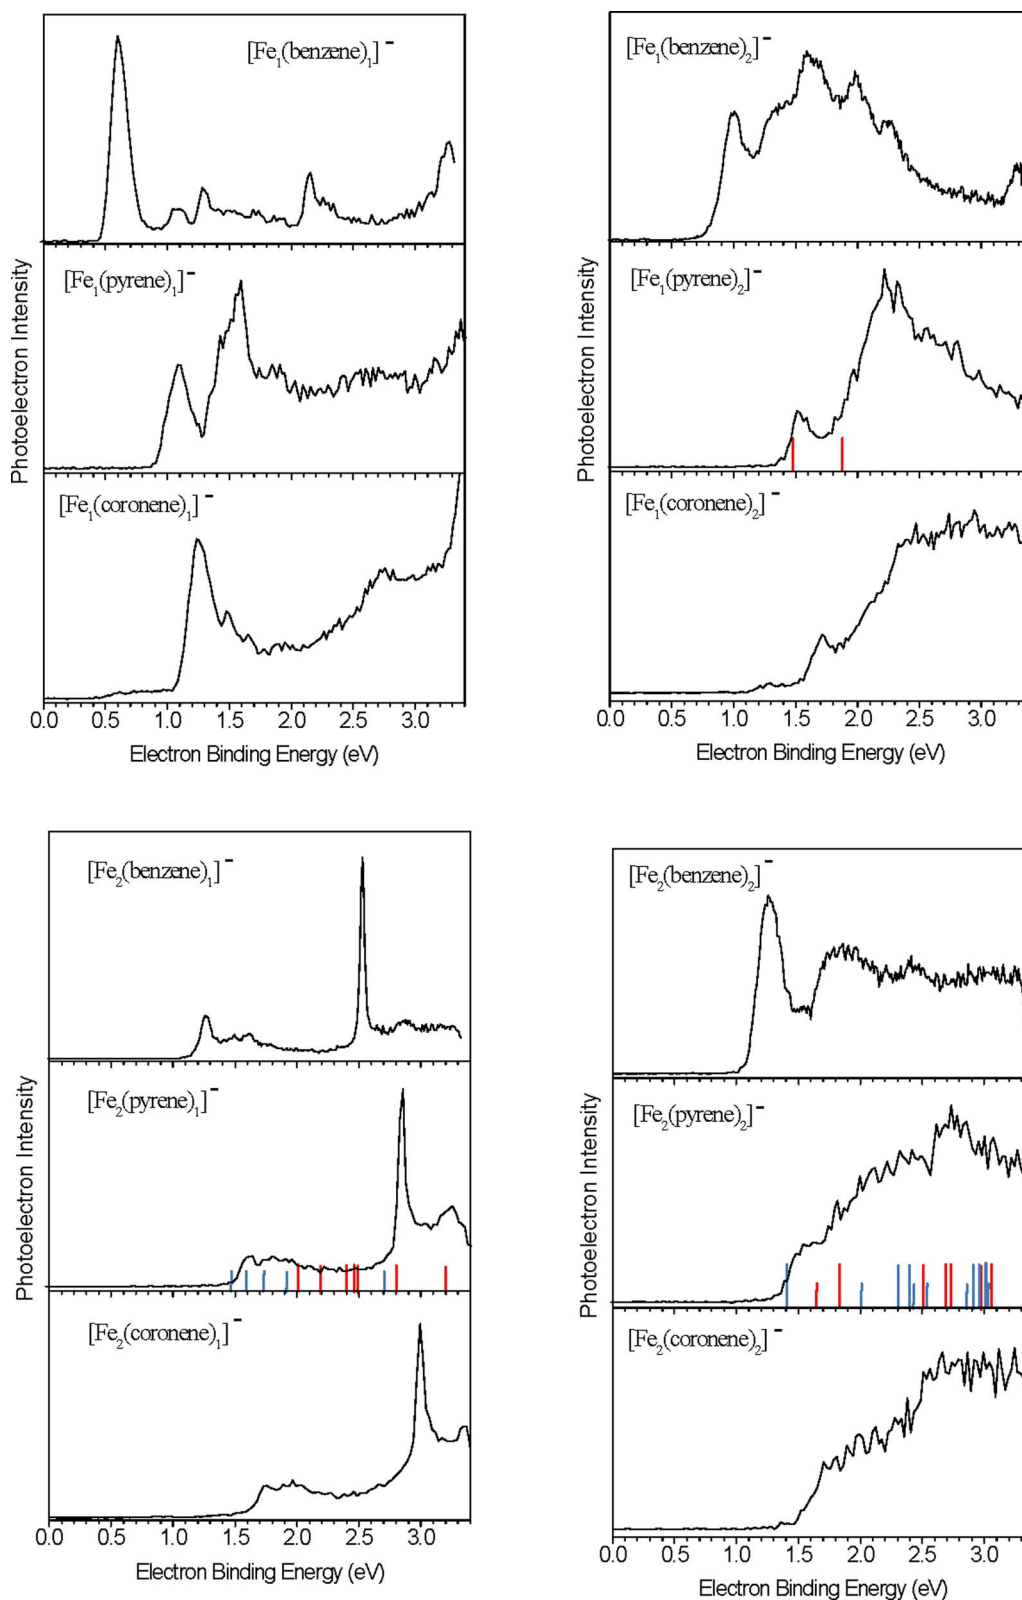 [Fe₁(benzene)₁]⁻
[Fe₁(pyrene)₁]⁻
[Fe₁(coronene)₁]⁻
Photoelectron Intensity
0.0 0.5 1.0 1.5 2.0 2.5 3.0
Electron Binding Energy (eV)
[Fe₁(benzene)₂]⁻
[Fe₁(pyrene)₂]⁻
[Fe₁(coronene)₂]⁻
Photoelectron Intensity
0.0 0.5 1.0 1.5 2.0 2.5 3.0
Electron Binding Energy (eV)
[Fe₂(benzene)₁]⁻
[Fe₂(pyrene)₁]⁻
[Fe₂(coronene)₁]⁻
Photoelectron Intensity
0.0 0.5 1.0 1.5 2.0 2.5 3.0
Electron Binding Energy (eV)
[Fe₂(benzene)₂]⁻
[Fe₂(pyrene)₂]⁻
[Fe₂(coronene)₂]⁻
Photoelectron Intensity
0.0 0.5 1.0 1.5 2.0 2.5 3.0
Electron Binding Energy (eV)